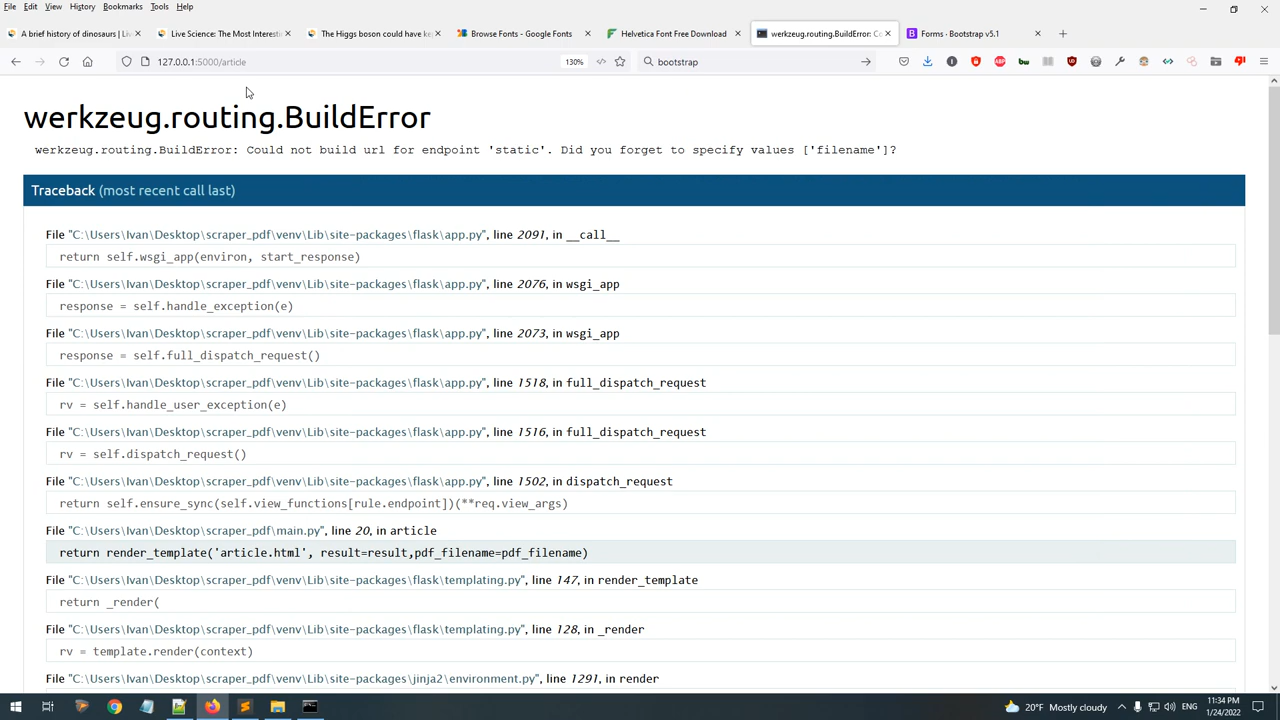 File Edit View History Bookmarks Tools Help
A brief history of dinosaurs | Liv
Live Science: The Most Interesti
The Higgs boson could have ke
Browse Fonts - Google Fonts
Helvetica Font Free Download
werkzeug.routing.BuildError: Co
Forms · Bootstrap v5.1
127.0.0.1:5000/article
130%
bootstrap
werkzeug.routing.BuildError
werkzeug.routing.BuildError: Could not build url for endpoint 'static'. Did you forget to specify values ['filename']?
Traceback (most recent call last)
File "C:\Users\Ivan\Desktop\scraper_pdf\venv\Lib\site-packages\flask\app.py", line 2091, in __call__
return self.wsgi_app(environ, start_response)
File "C:\Users\Ivan\Desktop\scraper_pdf\venv\Lib\site-packages\flask\app.py", line 2076, in wsgi_app
response = self.handle_exception(e)
File "C:\Users\Ivan\Desktop\scraper_pdf\venv\Lib\site-packages\flask\app.py", line 2073, in wsgi_app
response = self.full_dispatch_request()
File "C:\Users\Ivan\Desktop\scraper_pdf\venv\Lib\site-packages\flask\app.py", line 1518, in full_dispatch_request
rv = self.handle_user_exception(e)
File "C:\Users\Ivan\Desktop\scraper_pdf\venv\Lib\site-packages\flask\app.py", line 1516, in full_dispatch_request
rv = self.dispatch_request()
File "C:\Users\Ivan\Desktop\scraper_pdf\venv\Lib\site-packages\flask\app.py", line 1502, in dispatch_request
return self.ensure_sync(self.view_functions[rule.endpoint])(**req.view_args)
File "C:\Users\Ivan\Desktop\scraper_pdf\main.py", line 20, in article
return render_template('article.html', result=result,pdf_filename=pdf_filename)
File "C:\Users\Ivan\Desktop\scraper_pdf\venv\Lib\site-packages\flask\templating.py", line 147, in render_template
return _render(
File "C:\Users\Ivan\Desktop\scraper_pdf\venv\Lib\site-packages\flask\templating.py", line 128, in _render
rv = template.render(context)
File "C:\Users\Ivan\Desktop\scraper_pdf\venv\Lib\site-packages\jinja2\environment.py", line 1291, in render
20°F Mostly cloudy
ENG
11:34 PM
1/24/2022